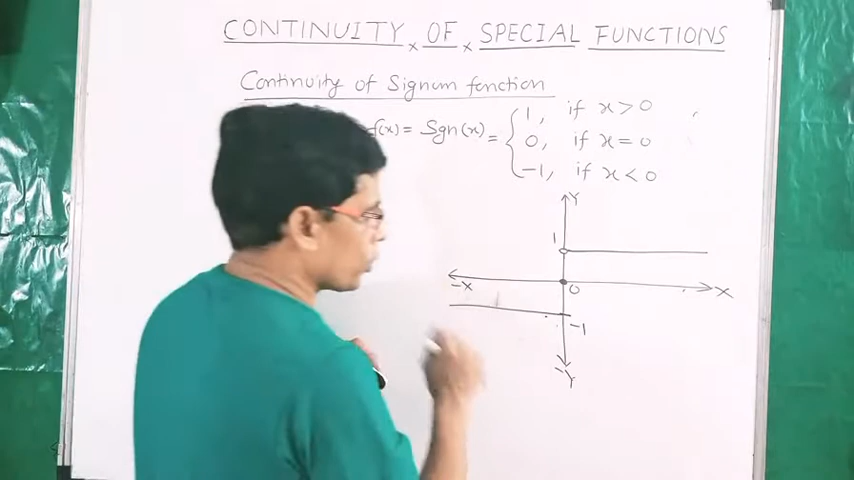 CONTINUITY OF SPECIAL FUNCTIONS
Continuity of Signum function
f(x) = Sgn(x) = { 1, if x > 0
0, if x = 0
-1, if x < 0
Y
1
-X 0 X
-1
-Y